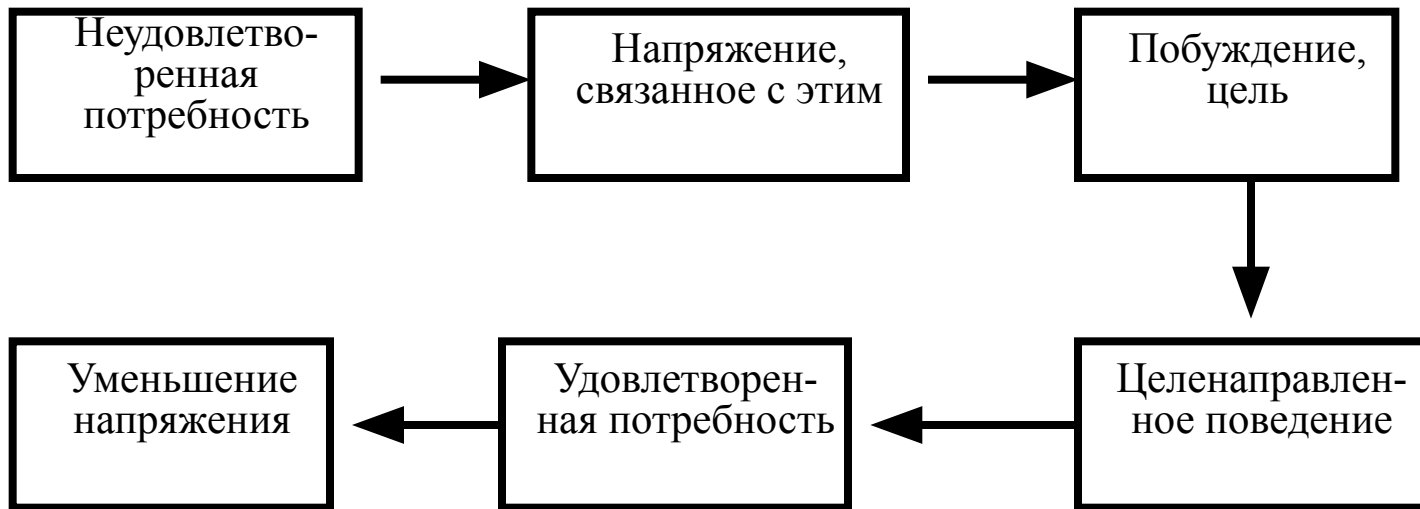 Неудовлетво-
ренная
потребность
Напряжение,
связанное с этим
Побуждение,
цель
Уменьшение
напряжения
Удовлетворен-
ная потребность
Целенаправлен-
ное поведение